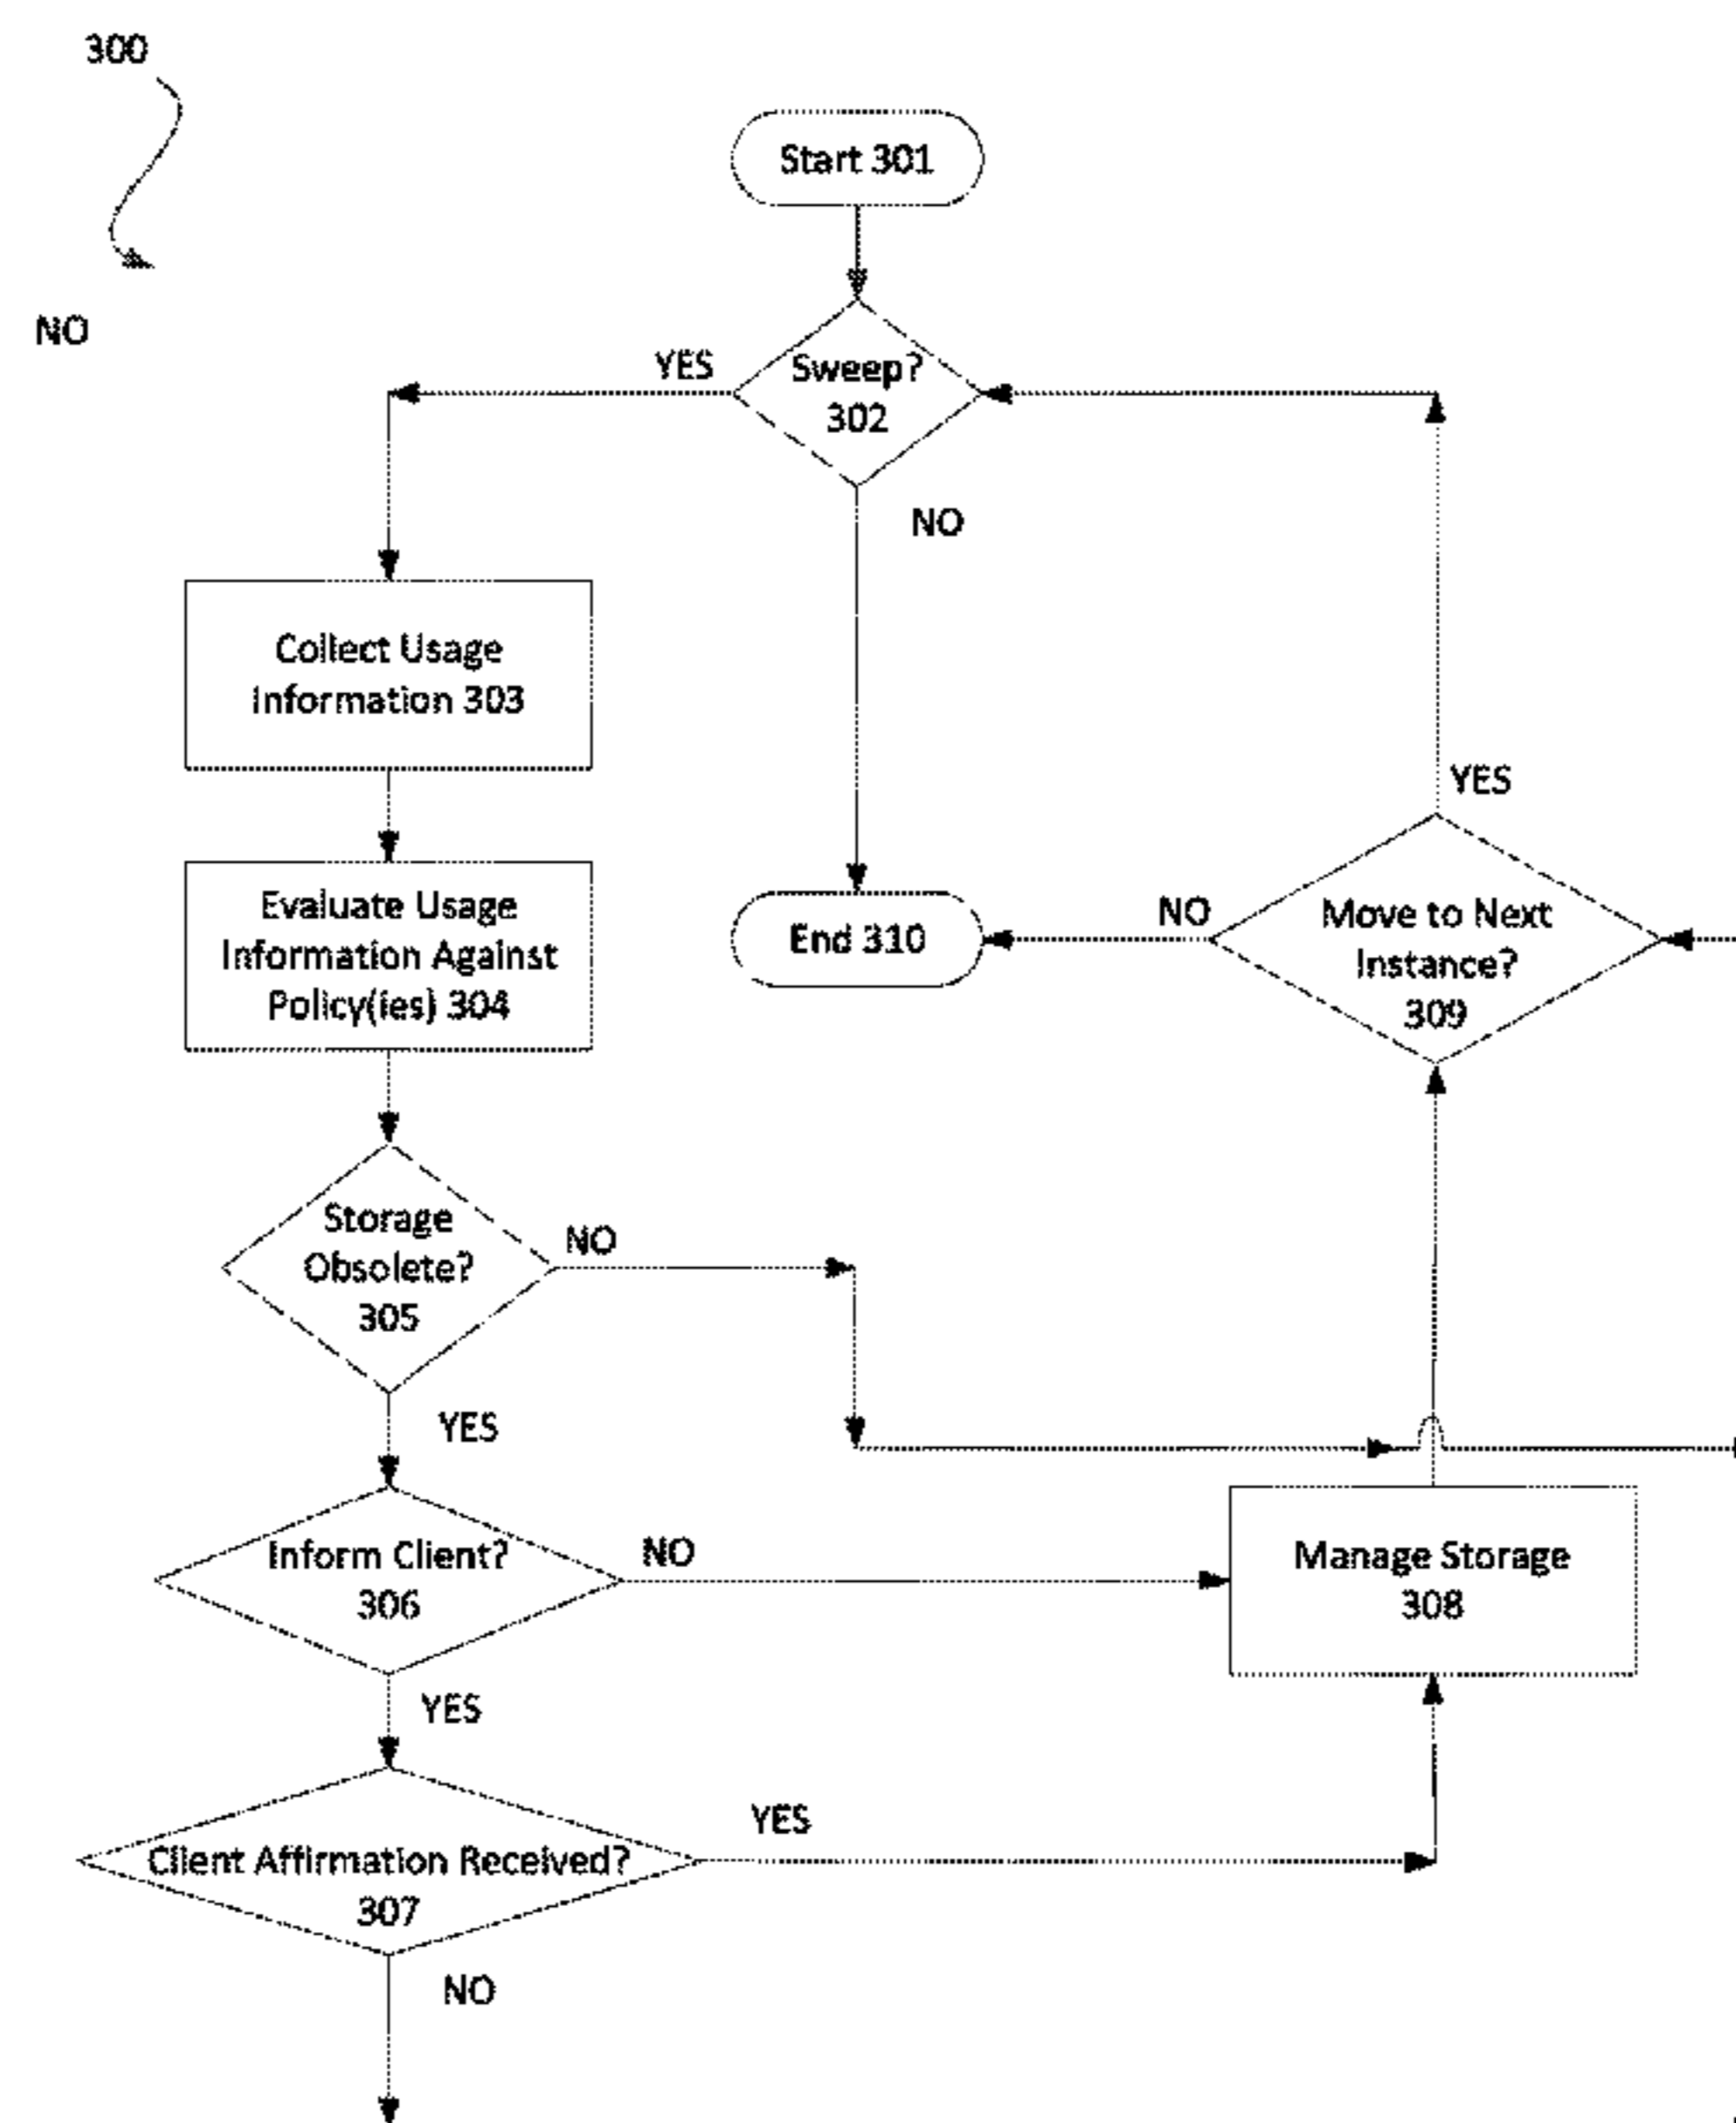 300
Start 301
NO
YES
Sweep?
302
NO
Collect Usage
Information 303
YES
Evaluate Usage
Information Against
Policy(ies) 304
End 310
NO
Move to Next
Instance?
309
Storage
Obsolete?
305
NO
YES
Inform Client?
306
NO
Manage Storage
308
YES
Client Affirmation Received?
307
YES
NO